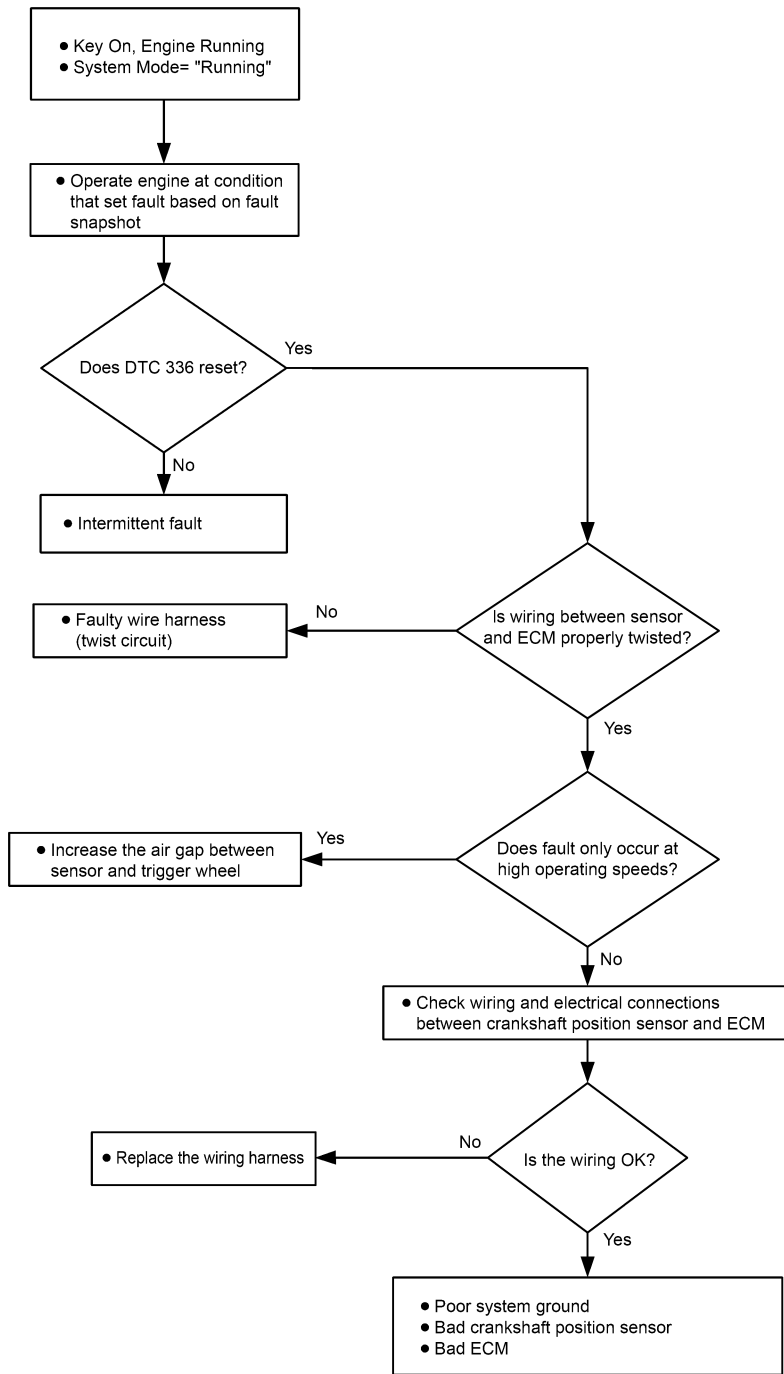 ● Key On, Engine Running
● System Mode= "Running"
● Operate engine at condition
that set fault based on fault
snapshot
Does DTC 336 reset?
Yes
No
● Intermittent fault
Is wiring between sensor
and ECM properly twisted?
No
● Faulty wire harness
(twist circuit)
Yes
Does fault only occur at
high operating speeds?
Yes
● Increase the air gap between
sensor and trigger wheel
No
● Check wiring and electrical connections
between crankshaft position sensor and ECM
Is the wiring OK?
No
● Replace the wiring harness
Yes
● Poor system ground
● Bad crankshaft position sensor
● Bad ECM